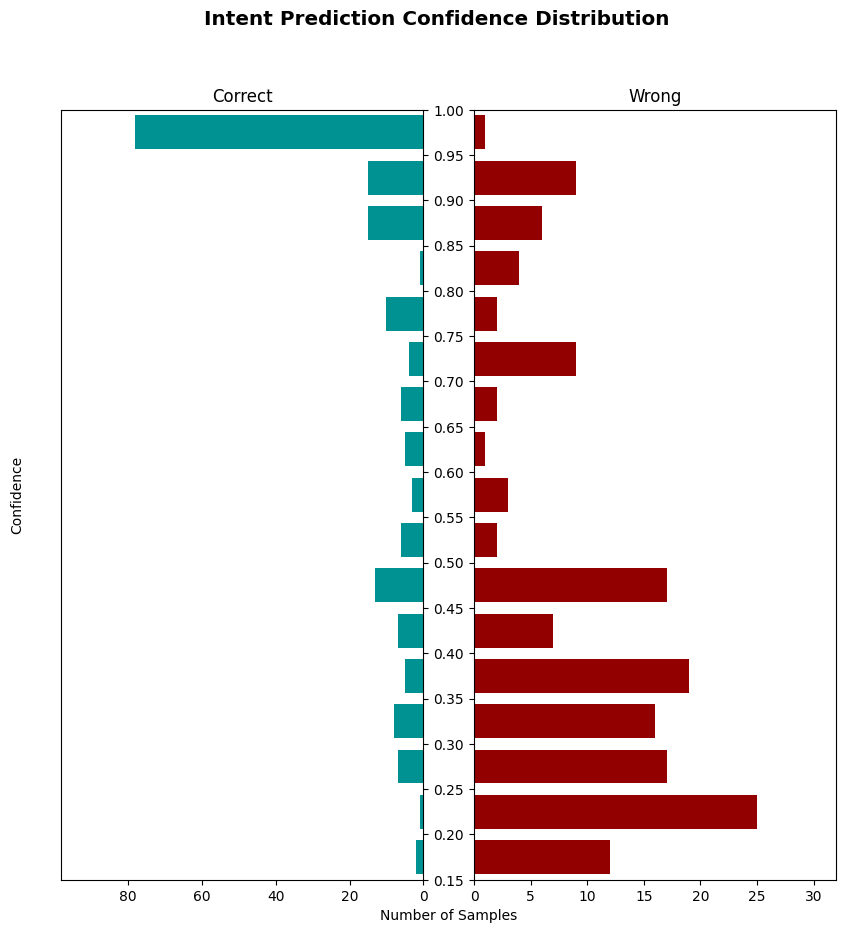 Intent Prediction Confidence Distribution
Correct
Wrong
Confidence
1.00
0.95
0.90
0.85
0.80
0.75
0.70
0.65
0.60
0.55
0.50
0.45
0.40
0.35
0.30
0.25
0.20
0.15
80 60 40 20 0
0 5 10 15 20 25 30
Number of Samples